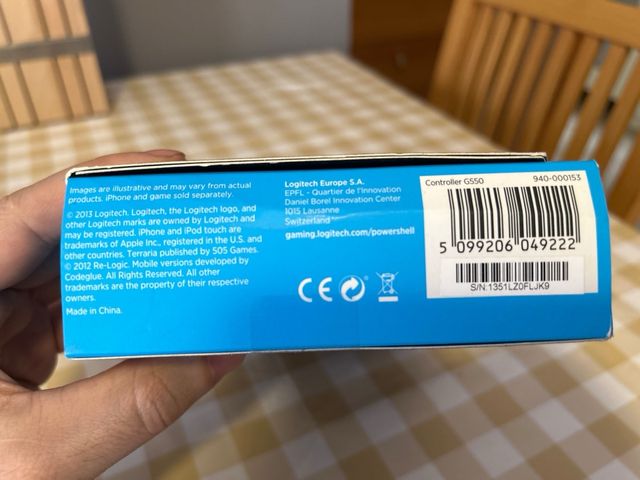 Images are illustrative and may vary from actual
products. iPhone and game sold separately.
© 2013 Logitech. Logitech, the Logitech logo, and
other Logitech marks are owned by Logitech and
may be registered. iPhone and iPod touch are
trademarks of Apple Inc., registered in the U.S. and
other countries. Terraria published by 505 Games.
© 2012 Re-Logic. Mobile versions developed by
Codeglue. All Rights Reserved. All other
trademarks are the property of their respective
owners.
Made in China.
Logitech Europe S.A.
EPFL - Quartier de l'Innovation
Daniel Borel Innovation Center
1015 Lausanne
Switzerland
gaming.logitech.com/powershell
CE
Controller G550 940-000153
5 099206 049222
S/N:1351LZ0FLJK9